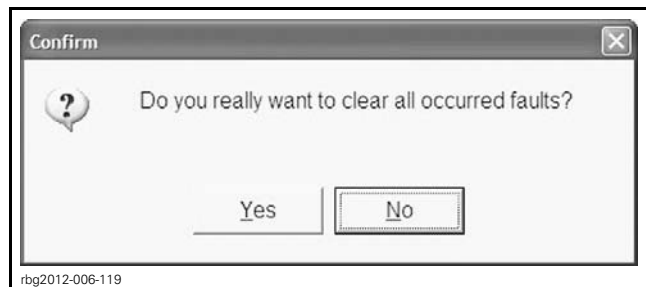 Confirm
Do you really want to clear all occurred faults?
Yes
No
rbg2012-006-119